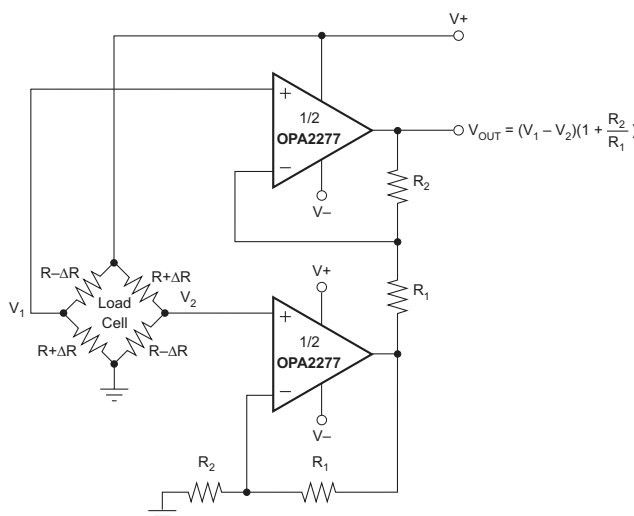 V+
+
1/2
OPA2277
−
V−
V_OUT = (V_1 – V_2)(1 + R_2/R_1)
R_2
R_1
R−ΔR
R+ΔR
V_1
Load
Cell
V_2
R+ΔR
R−ΔR
V+
+
1/2
OPA2277
−
V−
R_2
R_1